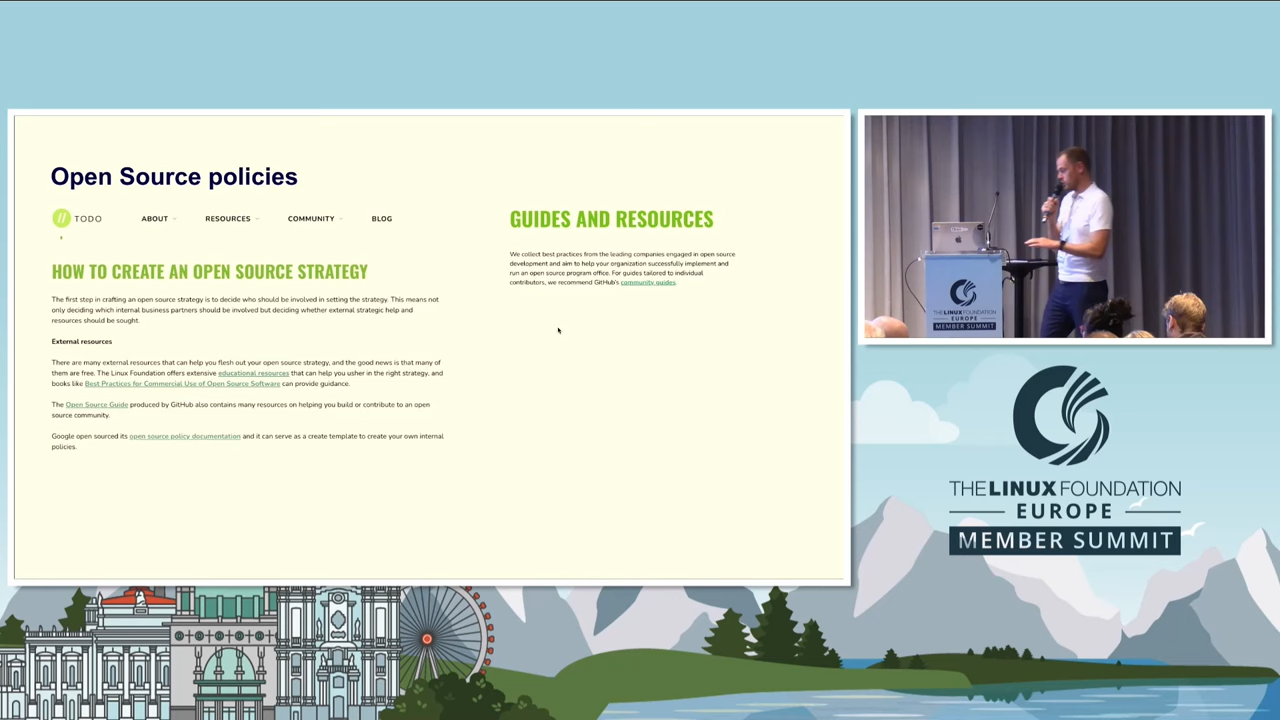 Open Source policies
TODO
ABOUT
RESOURCES
COMMUNITY
BLOG
HOW TO CREATE AN OPEN SOURCE STRATEGY
The first step in crafting an open source strategy is to decide who should be involved in setting the strategy. This means not
only deciding which internal business partners should be involved but deciding whether external strategic help and
resources should be sought.
External resources
There are many external resources that can help you flesh out your open source strategy, and the good news is that many of
them are free. The Linux Foundation offers extensive educational resources that can help you usher in the right strategy, and
books like Best Practices for Commercial Use of Open Source Software can provide guidance.
The Open Source Guide produced by GitHub also contains many resources on helping you build or contribute to an open
source community.
Google open sourced its open source policy documentation and it can serve as a create template to create your own internal
policies.
GUIDES AND RESOURCES
We collect best practices from the leading companies engaged in open source
development and aim to help your organization successfully implement and
run an open source program office. For guides tailored to individual
contributors, we recommend GitHub's community guides.
THE LINUX FOUNDATION
EUROPE
MEMBER SUMMIT
THE LINUX FOUNDATION
EUROPE
MEMBER SUMMIT